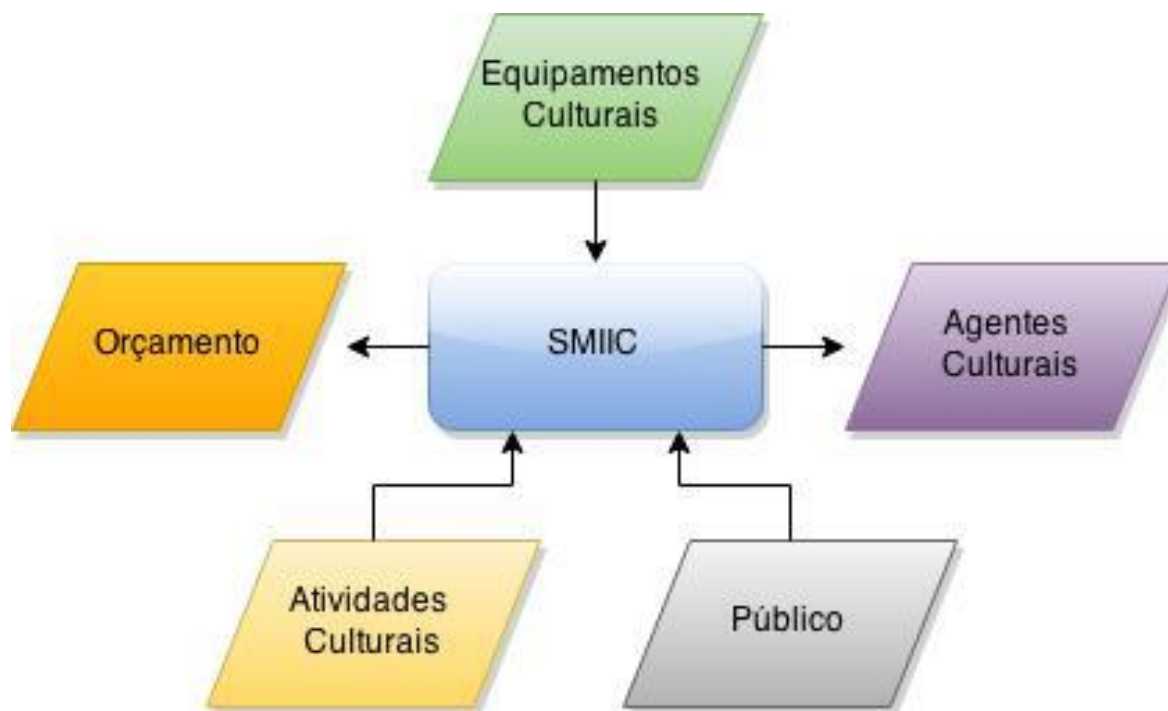 Equipamentos
Culturais
Orçamento
SMIIC
Agentes
Culturais
Atividades
Culturais
Público